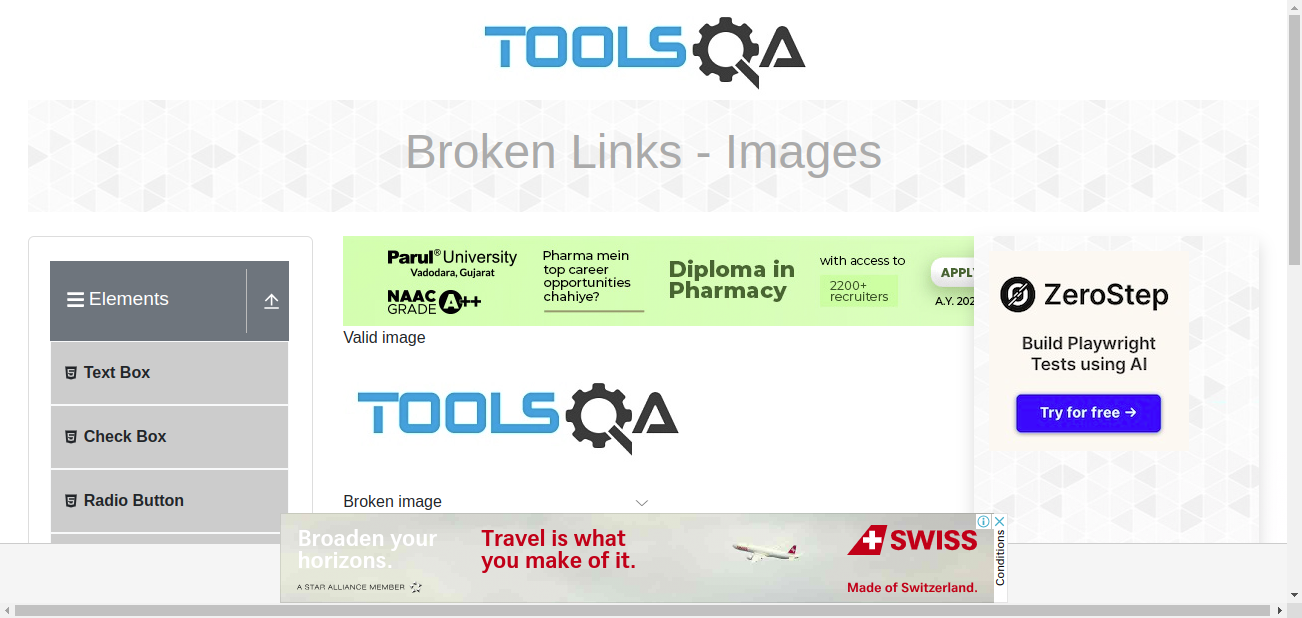 TOOLSQA
Broken Links - Images
Elements
Text Box
Check Box
Radio Button
Parul® University
Vadodara, Gujarat
NAAC
GRADE A++
Pharma mein
top career
opportunities
chahiye?
Diploma in
Pharmacy
with access to
2200+
recruiters
A.Y.
Valid image
TOOLSQA
Broken image
ZeroStep
Build Playwright
Tests using AI
Try for free →
Broaden your
horizons.
A STAR ALLIANCE MEMBER
Travel is what
you make of it.
SWISS
Made of Switzerland.
Conditions